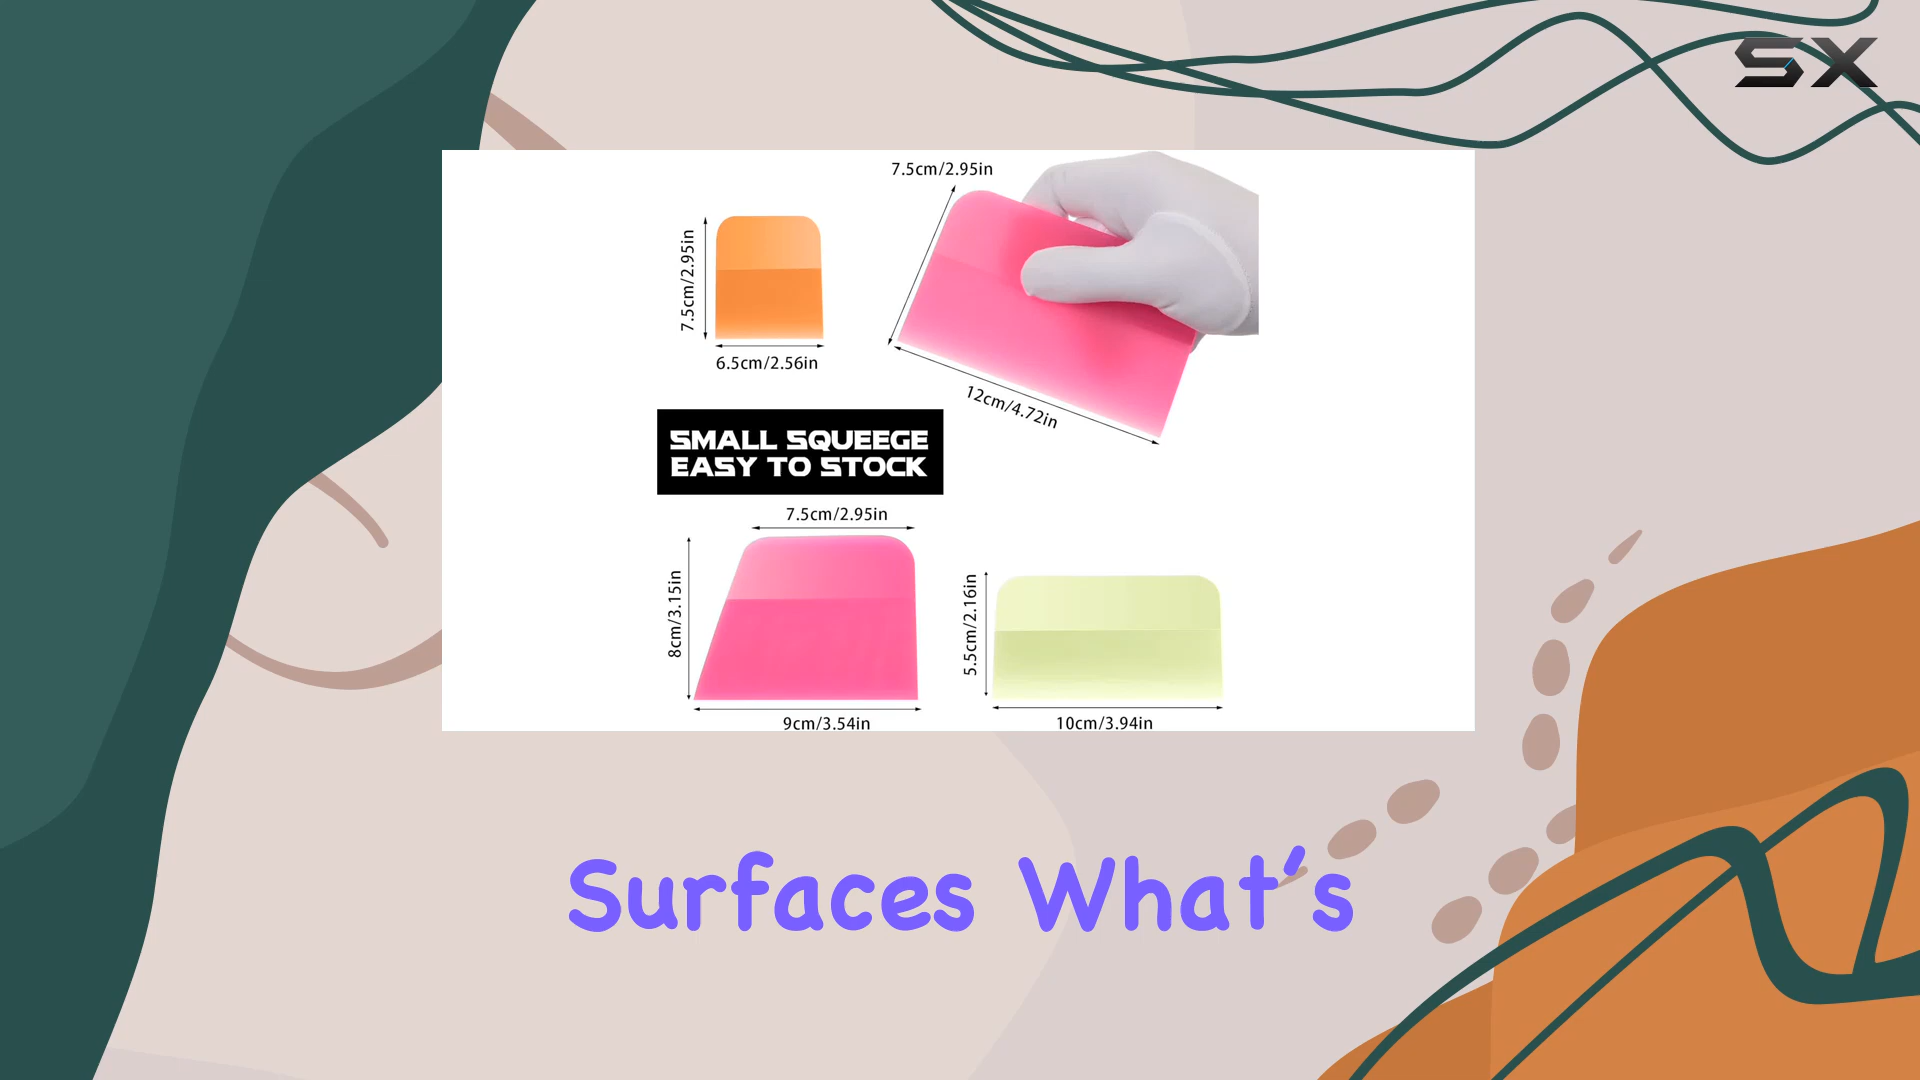 SX
7.5cm/2.95in
7.5cm/2.95in
6.5cm/2.56in
12cm/4.72in
SMALL SQUEEGE
EASY TO STOCK
7.5cm/2.95in
8cm/3.15in
5.5cm/2.16in
9cm/3.54in
10cm/3.94in
Surfaces What's